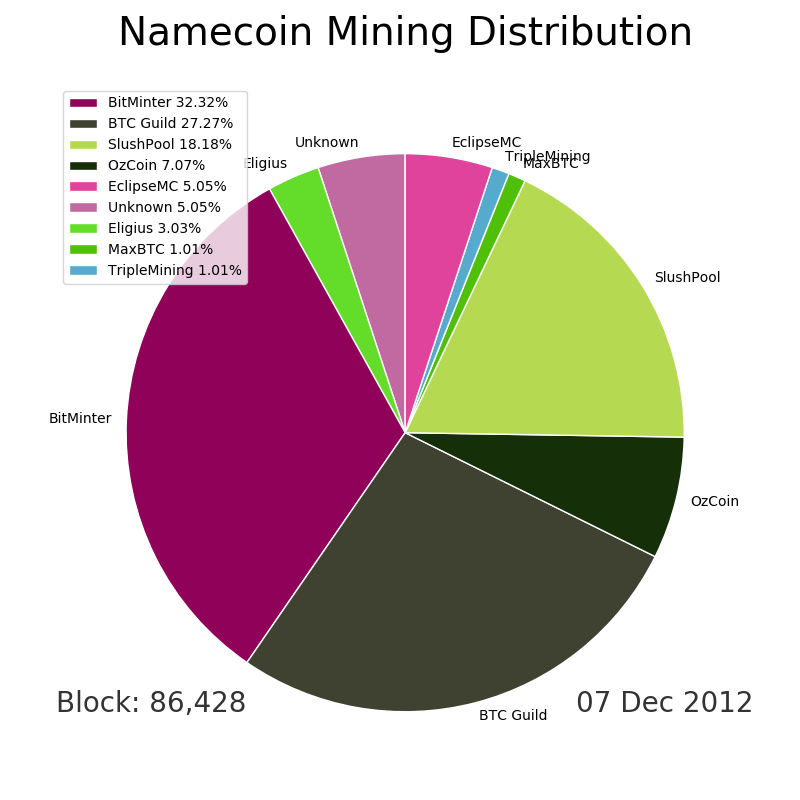 Namecoin Mining Distribution
BitMinter 32.32%
BTC Guild 27.27%
SlushPool 18.18%
OzCoin 7.07%
EclipseMC 5.05%
Unknown 5.05%
Eligius 3.03%
MaxBTC 1.01%
TripleMining 1.01%
Unknown
EclipseMC
TripleMining
MaxBTC
Eligius
SlushPool
BitMinter
OzCoin
BTC Guild
Block: 86,428
07 Dec 2012